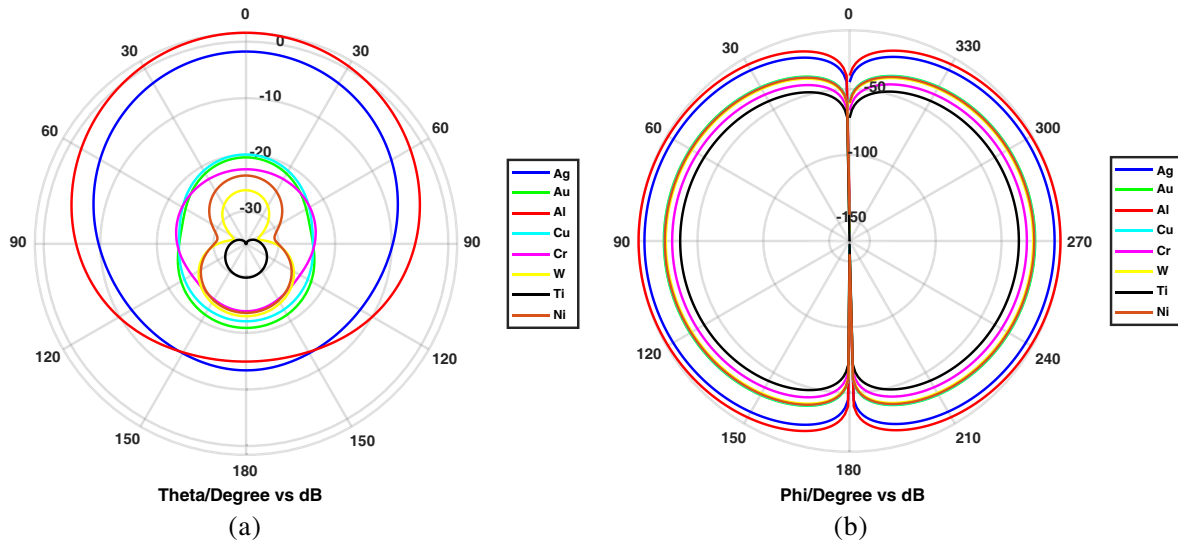 0
0
30
30
-10
60
60
-20
-30
90
90
120
120
150
150
180
Theta/Degree vs dB
(a)
Ag
Au
Al
Cu
Cr
W
Ti
Ni
0
30
330
-50
60
300
-100
-150
90
270
120
240
150
210
180
Phi/Degree vs dB
(b)
Ag
Au
Al
Cu
Cr
W
Ti
Ni